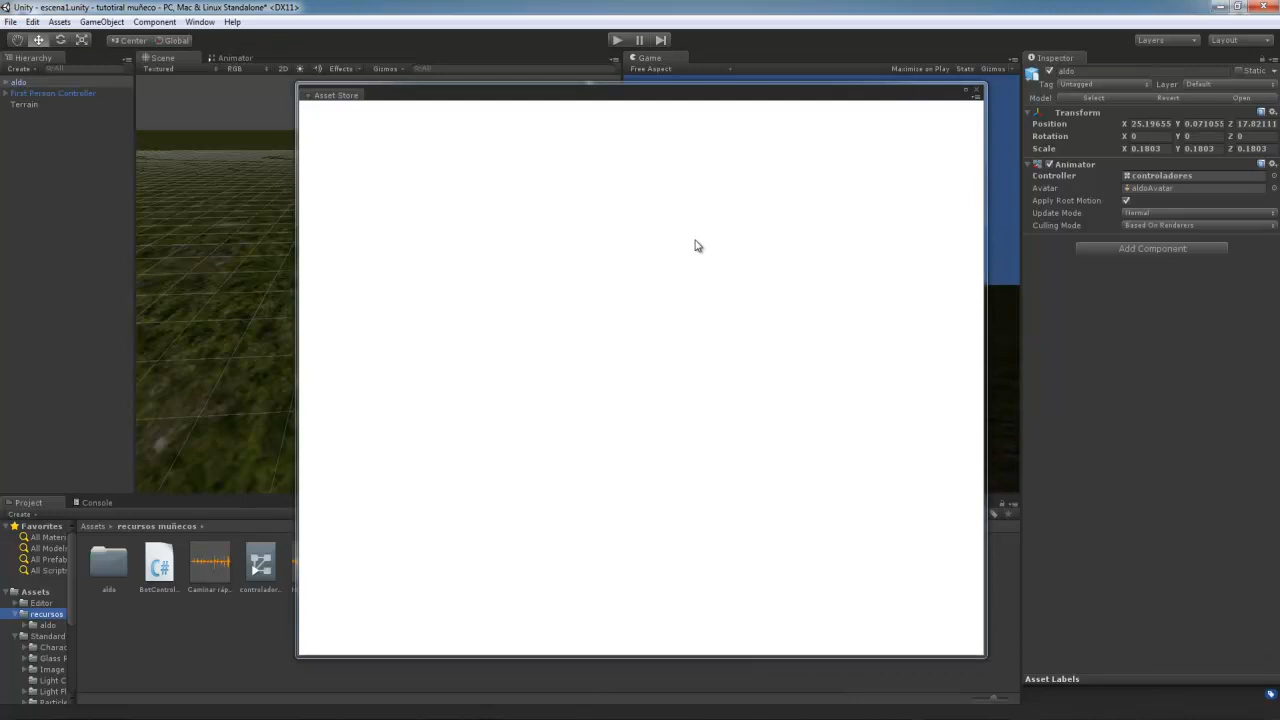 Unity - escena1.unity - tutotiral muñeco - PC, Mac & Linux Standalone* <DX11>
File Edit Assets GameObject Component Window Help
Center Global Layers Layout
Hierarchy Scene Animator Game Inspector
Create All Textured RGB 2D Effects Gizmos All Free Aspect Maximise on Play Stats Gizmos
aldo
First Person Controller
Terrain
Asset Store
aldo Static
Tag Untagged Layer Default
Model Select Revert Open
Transform
Position X 25.19655 Y 0.071055 Z 17.82111
Rotation X 0 Y 0 Z 0
Scale X 0.1803 Y 0.1803 Z 0.1803
Animator
Controller controladores
Avatar aldoAvatar
Apply Root Motion
Update Mode Normal
Culling Mode Based On Renderers
Add Component
Project Console
Create
Favorites
All Materi
All Models
All Prefab
All Scripts
Assets
Editor
recursos
aldo
Standard
Charac
Glass R
Image
Light C
Light Fl
Particle
Assets recursos muñecos
aldo BotControl... Caminar ráp... controlador...
Asset Labels